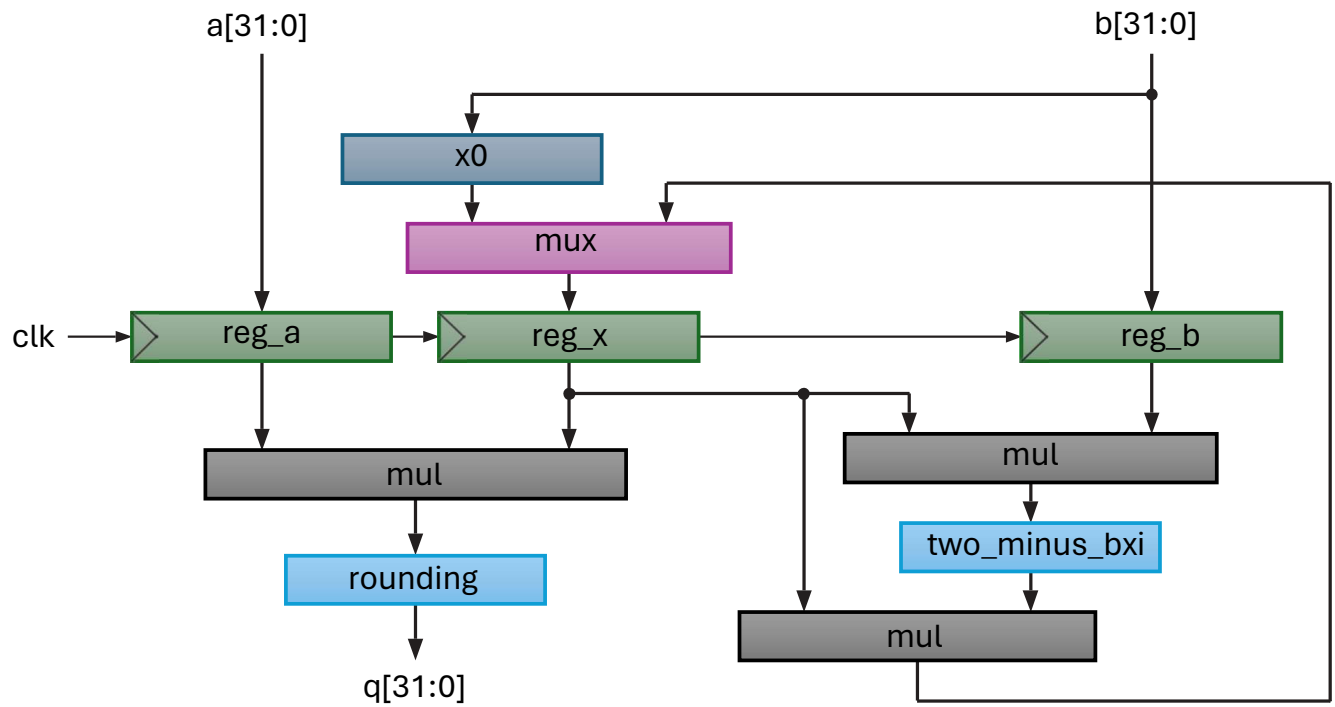 a[31:0]
b[31:0]
x0
mux
clk
reg_a
reg_x
reg_b
mul
mul
two_minus_bxi
rounding
mul
q[31:0]